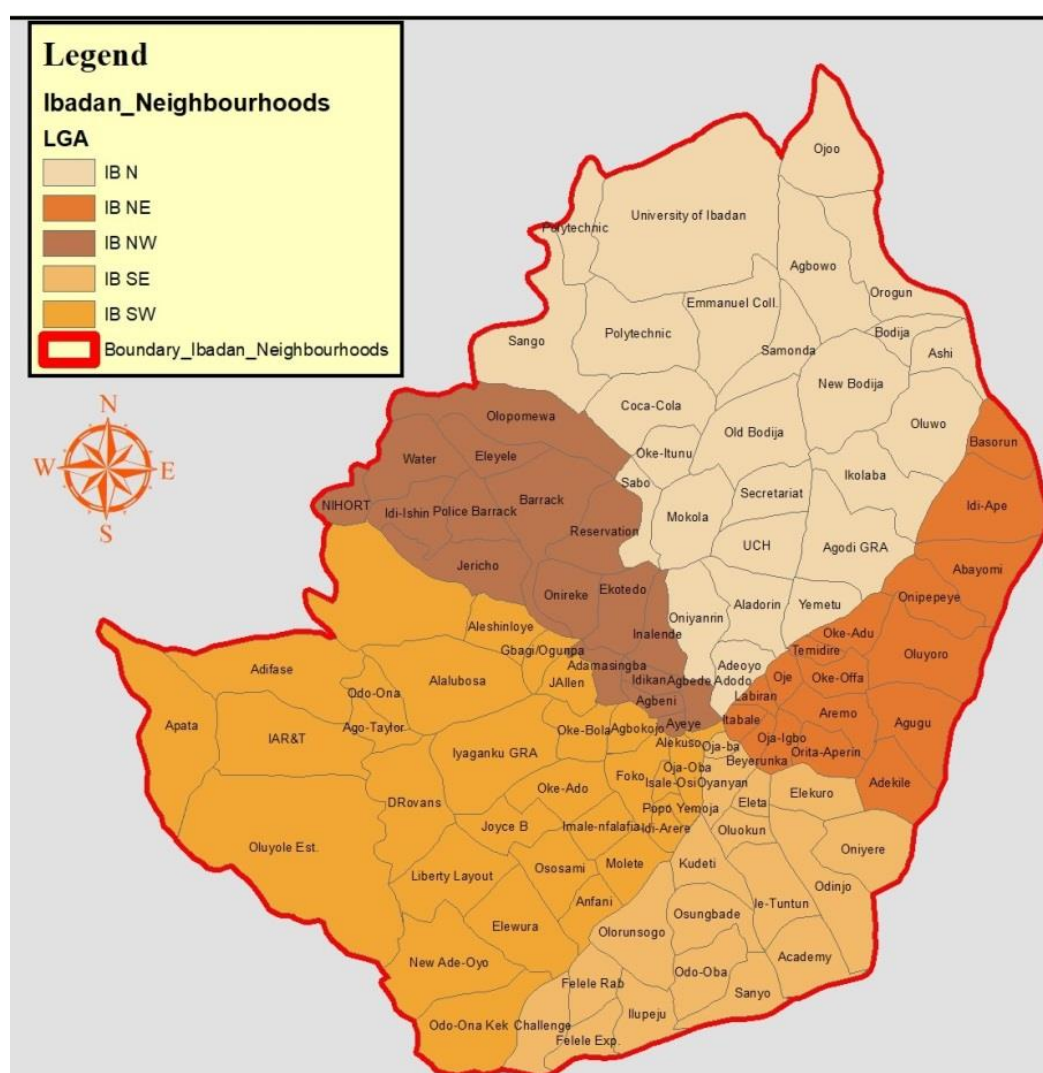 Legend
Ibadan_Neighbourhoods
LGA
IB N
IB NE
IB NW
IB SE
IB SW
Boundary_Ibadan_Neighbourhoods
N
W
E
S
Ojoo
University of Ibadan
Polytechnic
Agbowo
Orogun
Emmanuel Coll.
Bodija
Polytechnic
Sango
Samonda
Ashi
New Bodija
Coca-Cola
Olopomewa
Oluwo
Old Bodija
Basorun
Oke-Itunu
Eleyele
Water
Ikolaba
Sabo
Secretariat
Barrack
NIHORT
Idi-Ishin
Police Barrack
Idi-Ape
Mokola
Reservation
UCH
Agodi GRA
Jericho
Abayomi
Ekotedo
Onireke
Onipepeye
Aladorin
Yemetu
Oniyanrin
Aleshinloye
Inalende
Oke-Adu
Gbagi/Ogunpa
Temidire
Oluyoro
Adamasingba
Adeoyo
Adifase
Alalubosa
JAllen
Idikan
Agbede
Adodo
Oje
Oke-Offa
Odo-Ona
Labiran
Agbeni
Aremo
Apata
IAR&T
Ago-Taylor
Ayeye
Itabale
Agugu
Oke-Bola
Agbokojo
Alekuso
Oja-Igbo
Iyaganku GRA
Oja-ba
Orita-Aperin
Beyerunka
Oja-Oba
Foko
DRovans
Isale-Osi
Oyanyan
Adekile
Oke-Ado
Elekuro
Popo Yemoja
Eleta
Joyce B
Imale-nfalafia
Idi-Arere
Oluokun
Oluyole Est.
Oniyere
Molete
Kudeti
Ososami
Liberty Layout
Odinjo
Anfani
Ie-Tuntun
Osungbade
Elewura
Olorunsogo
Academy
New Ade-Oyo
Odo-Oba
Felele Rab
Sanyo
Ilupeju
Odo-Ona Kek
Challenge
Felele Exp.